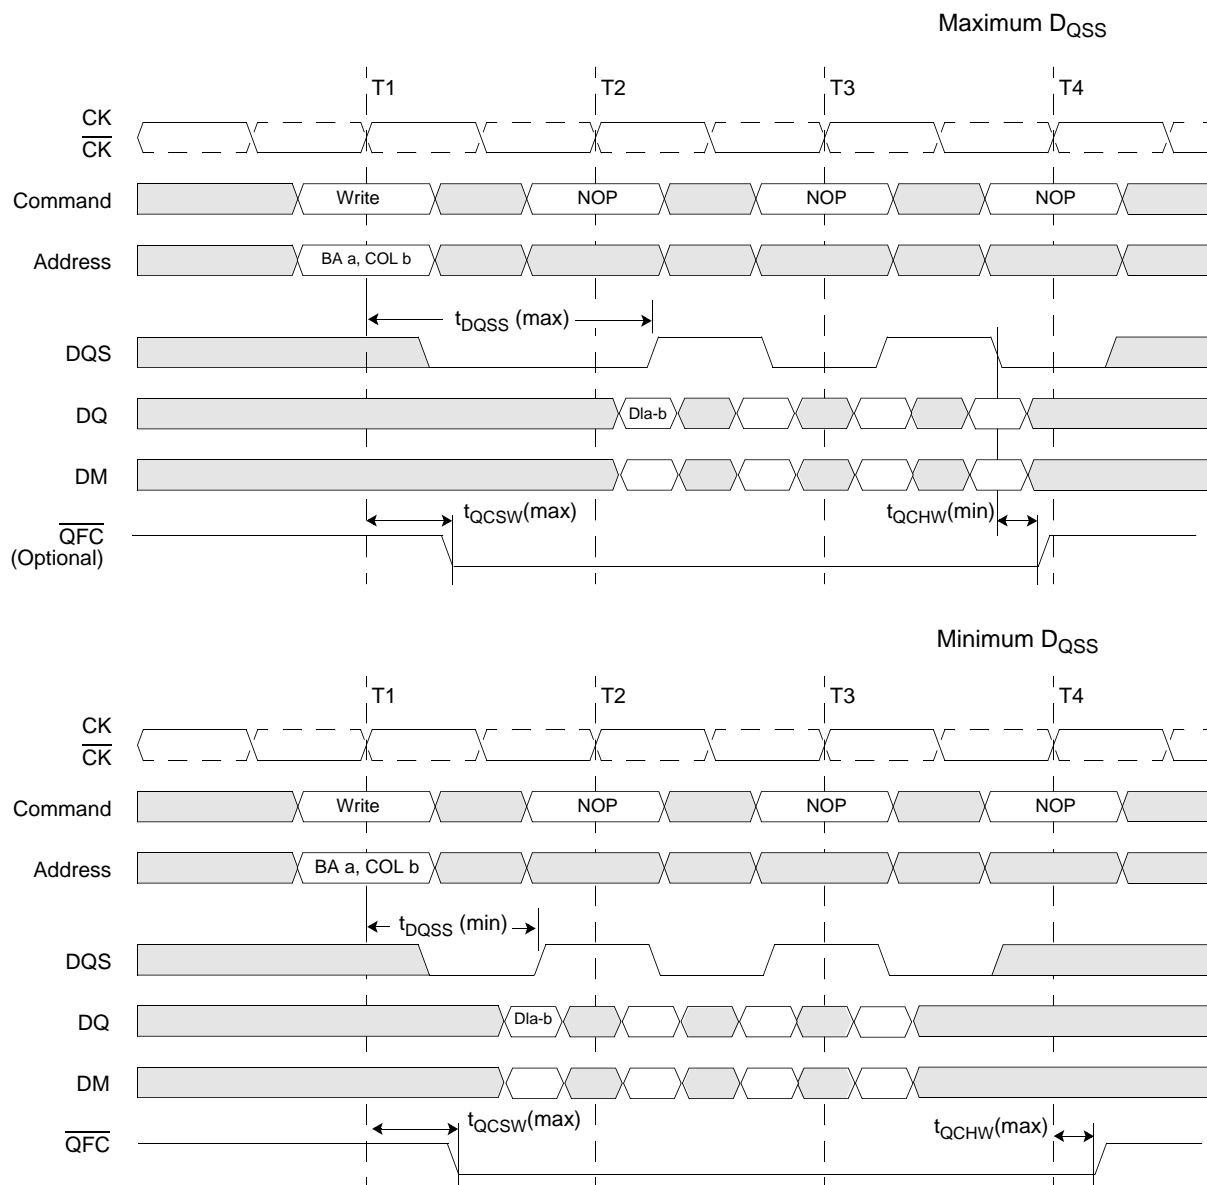 Maximum DQSS
T1 T2 T3 T4
CK
CK
Command Write NOP NOP NOP
Address BA a, COL b
tDQSS (max)
DQS
DQ DIa-b
DM
tQCSW(max) tQCHW(min)
QFC
(Optional)
Minimum DQSS
T1 T2 T3 T4
CK
CK
Command Write NOP NOP NOP
Address BA a, COL b
tDQSS (min)
DQS
DQ DIa-b
DM
tQCSW(max) tQCHW(max)
QFC